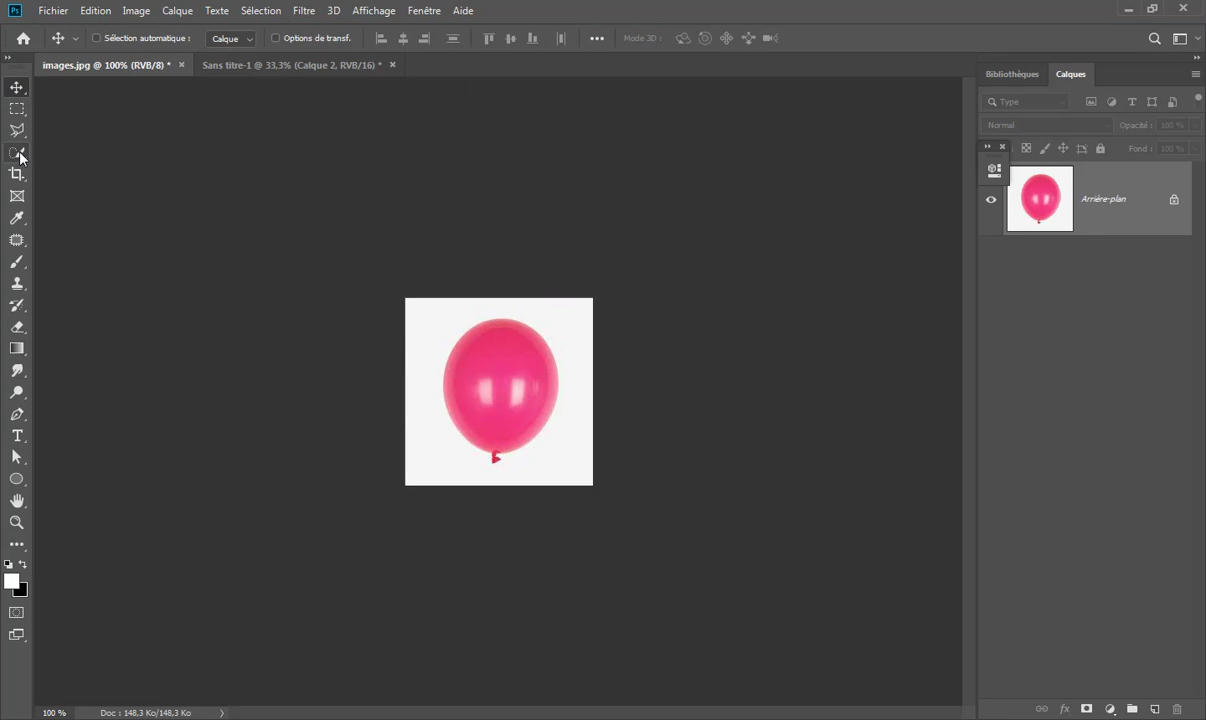 Ps Fichier Edition Image Calque Texte Sélection Filtre 3D Affichage Fenêtre Aide
Sélection automatique : Calque Options de transf. Mode 3D :
images.jpg @ 100% (RVB/8) * × Sans titre-1 @ 33,3% (Calque 2, RVB/16) * ×
Bibliothèques Calques
Type
Normal Opacité : 100 %
Fond : 100 %
Arrière-plan
T
fx
100 % Doc : 148,3 Ko/148,3 Ko